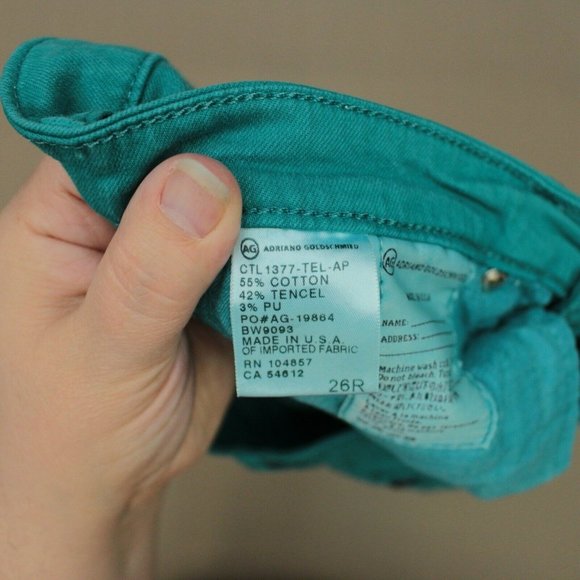 AG ADRIANO GOLDSCHMIED
CTL1377-TEL-AP
55% COTTON
42% TENCEL
3% PU
PO#AG-19884
BW9093
MADE IN U.S.A.
OF IMPORTED FABRIC
RN 104857
CA 54612
26R
AG ADRIANO GOLDSCHMIED
NAME:
ADDRESS:
Machine wash
Do not bleach.